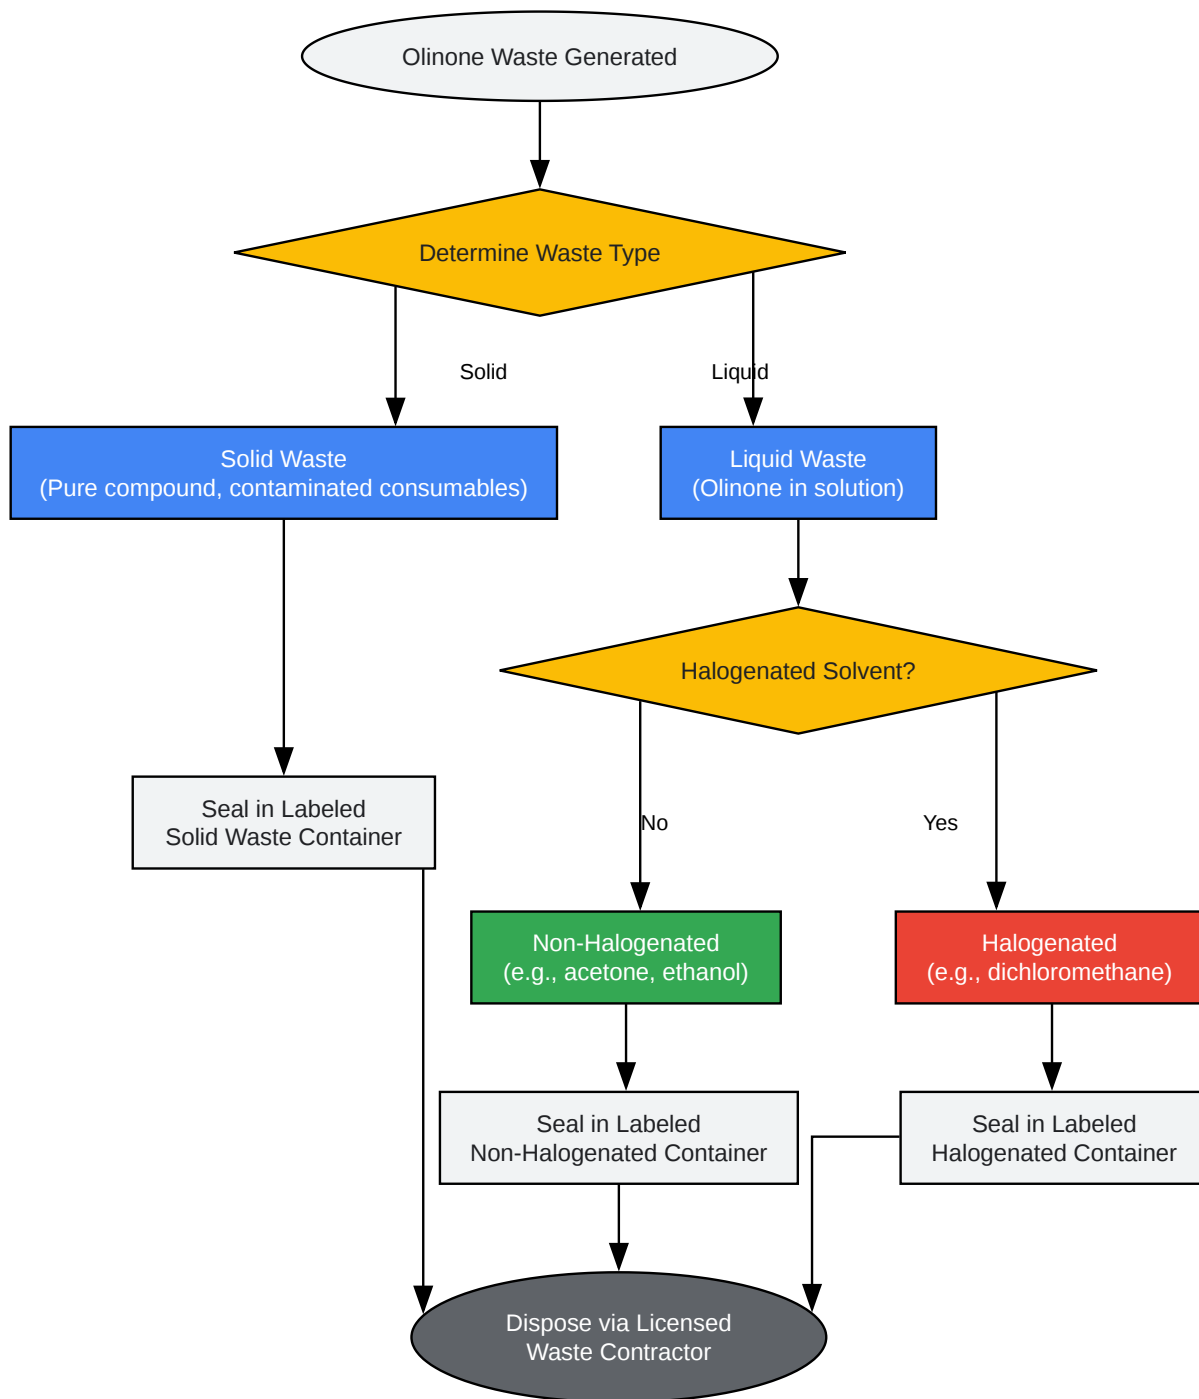 Olinone Waste Generated
Determine Waste Type
Solid
Liquid
Solid Waste
(Pure compound, contaminated consumables)
Liquid Waste
(Olinone in solution)
Halogenated Solvent?
Seal in Labeled
Solid Waste Container
No
Yes
Non-Halogenated
(e.g., acetone, ethanol)
Halogenated
(e.g., dichloromethane)
Seal in Labeled
Non-Halogenated Container
Seal in Labeled
Halogenated Container
Dispose via Licensed
Waste Contractor